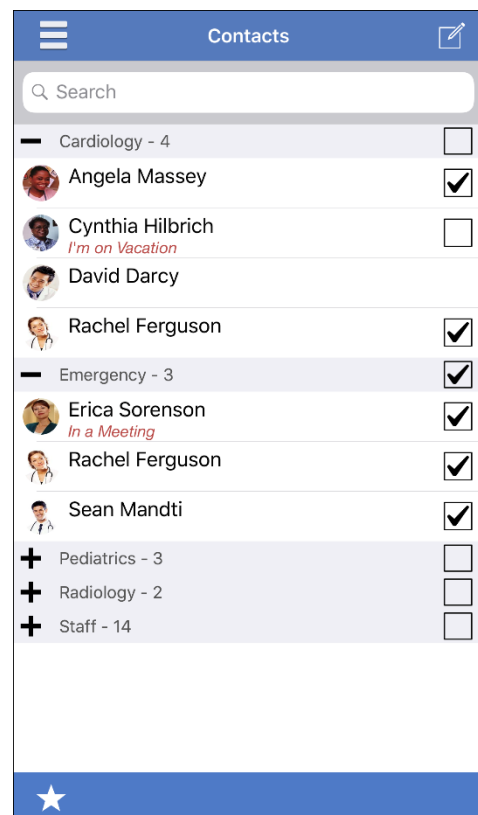 Contacts
Search
Cardiology - 4
Angela Massey
Cynthia Hilbrich
I'm on Vacation
David Darcy
Rachel Ferguson
Emergency - 3
Erica Sorenson
In a Meeting
Rachel Ferguson
Sean Mandti
Pediatrics - 3
Radiology - 2
Staff - 14